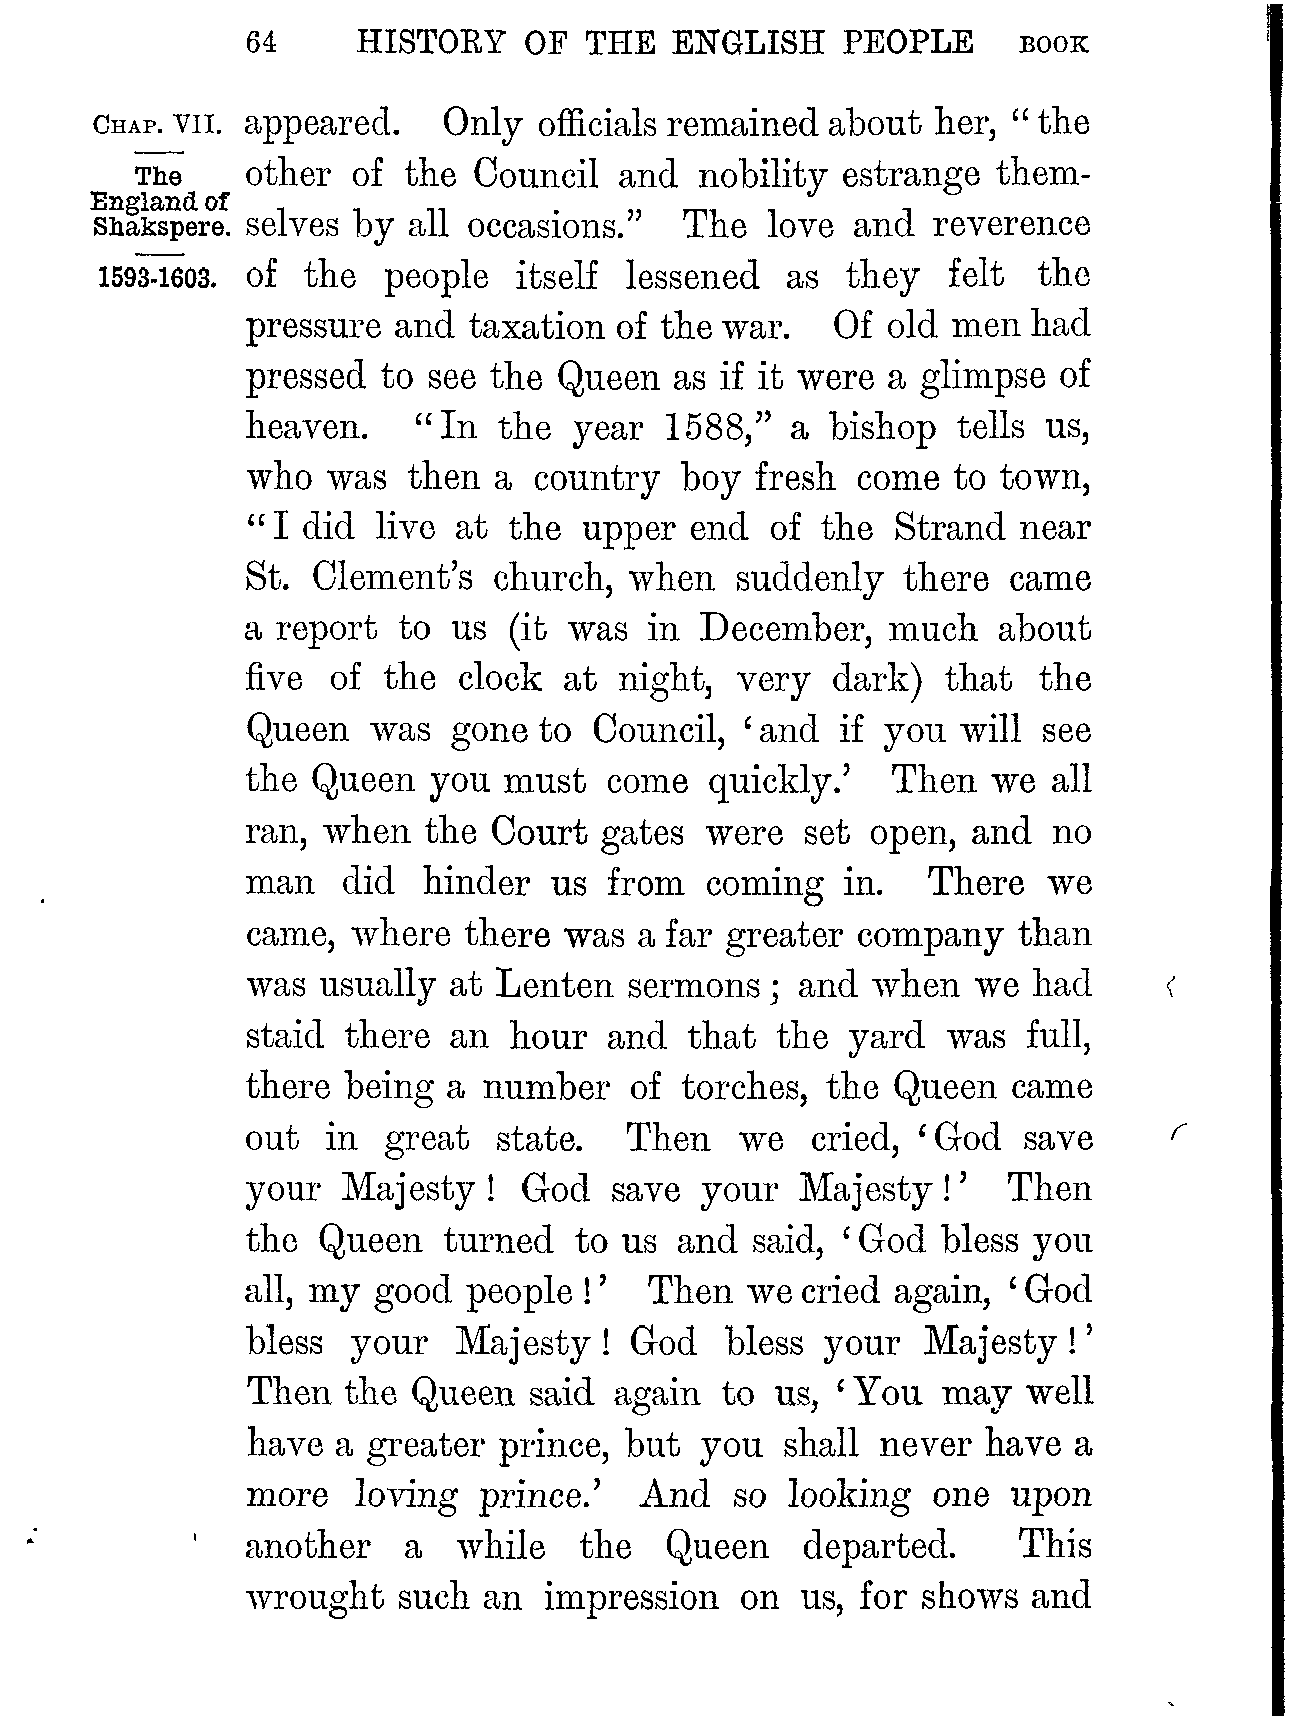 64 HISTORY OF THE ENGLISH PEOPLE BOOK
CHAP. VII.
The
England of
Shakspere.
1593-1603.
appeared. Only officials remained about her, “the
other of the Council and nobility estrange them-
selves by all occasions.” The love and reverence
of the people itself lessened as they felt the
pressure and taxation of the war. Of old men had
pressed to see the Queen as if it were a glimpse of
heaven. “In the year 1588,” a bishop tells us,
who was then a country boy fresh come to town,
“I did live at the upper end of the Strand near
St. Clement’s church, when suddenly there came
a report to us (it was in December, much about
five of the clock at night, very dark) that the
Queen was gone to Council, ‘and if you will see
the Queen you must come quickly.’ Then we all
ran, when the Court gates were set open, and no
man did hinder us from coming in. There we
came, where there was a far greater company than
was usually at Lenten sermons; and when we had
staid there an hour and that the yard was full,
there being a number of torches, the Queen came
out in great state. Then we cried, ‘God save
your Majesty! God save your Majesty!’ Then
the Queen turned to us and said, ‘God bless you
all, my good people!’ Then we cried again, ‘God
bless your Majesty! God bless your Majesty!’
Then the Queen said again to us, ‘You may well
have a greater prince, but you shall never have a
more loving prince.’ And so looking one upon
another a while the Queen departed. This
wrought such an impression on us, for shows and